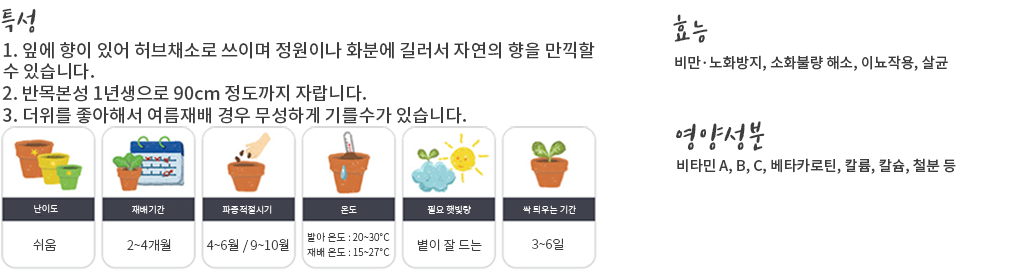 특성
1. 잎에 향이 있어 허브채소로 쓰이며 정원이나 화분에 길러서 자연의 향을 만끽할
수 있습니다.
2. 반목본성 1년생으로 90cm 정도까지 자랍니다.
3. 더위를 좋아해서 여름재배 경우 무성하게 기를수가 있습니다.
난이도
쉬움
재배기간
2~4개월
파종적절시기
4~6월 / 9~10월
온도
발아 온도 : 20~30°C
재배 온도 : 15~27°C
필요 햇빛량
볕이 잘 드는
싹 틔우는 기간
3~6일
효능
비만·노화방지, 소화불량 해소, 이뇨작용, 살균
영양성분
비타민 A, B, C, 베타카로틴, 칼륨, 칼슘, 철분 등